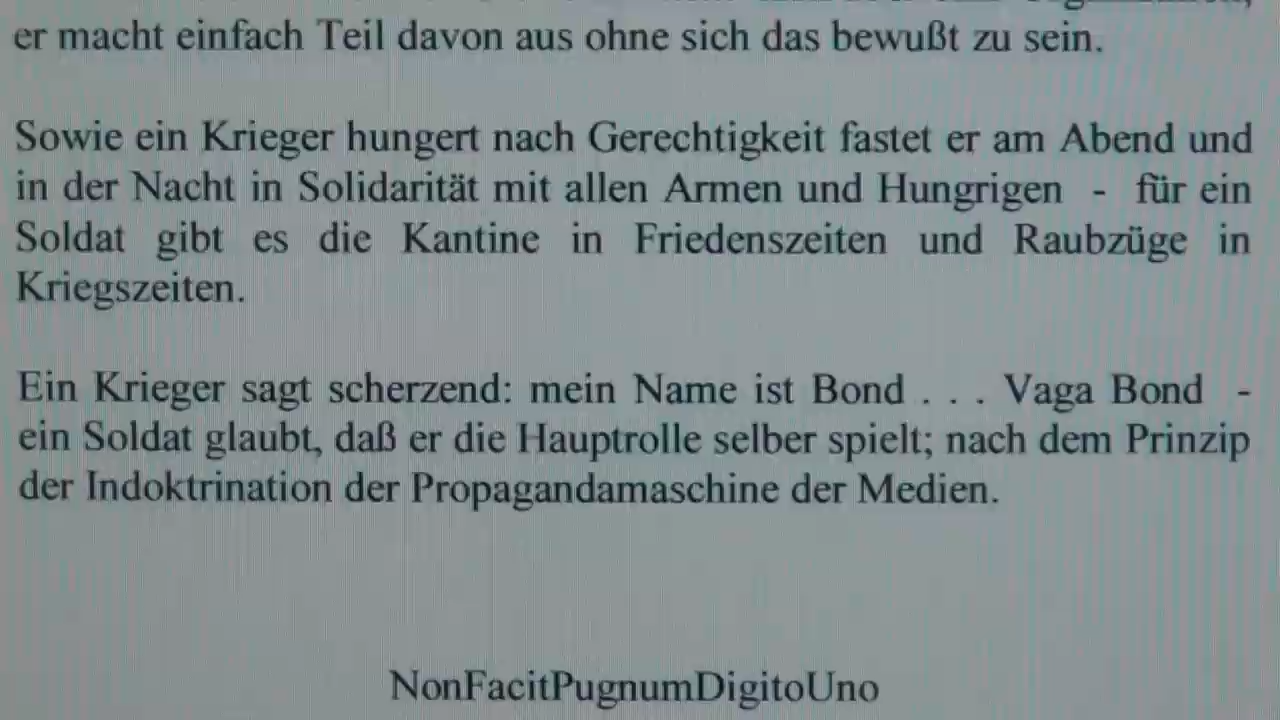 er macht einfach Teil davon aus ohne sich das bewußt zu sein.
Sowie ein Krieger hungert nach Gerechtigkeit fastet er am Abend und
in der Nacht in Solidarität mit allen Armen und Hungrigen - für ein
Soldat gibt es die Kantine in Friedenszeiten und Raubzüge in
Kriegszeiten.
Ein Krieger sagt scherzend: mein Name ist Bond . . . Vaga Bond -
ein Soldat glaubt, daß er die Hauptrolle selber spielt; nach dem Prinzip
der Indoktrination der Propagandamaschine der Medien.
NonFacitPugnumDigitoUno